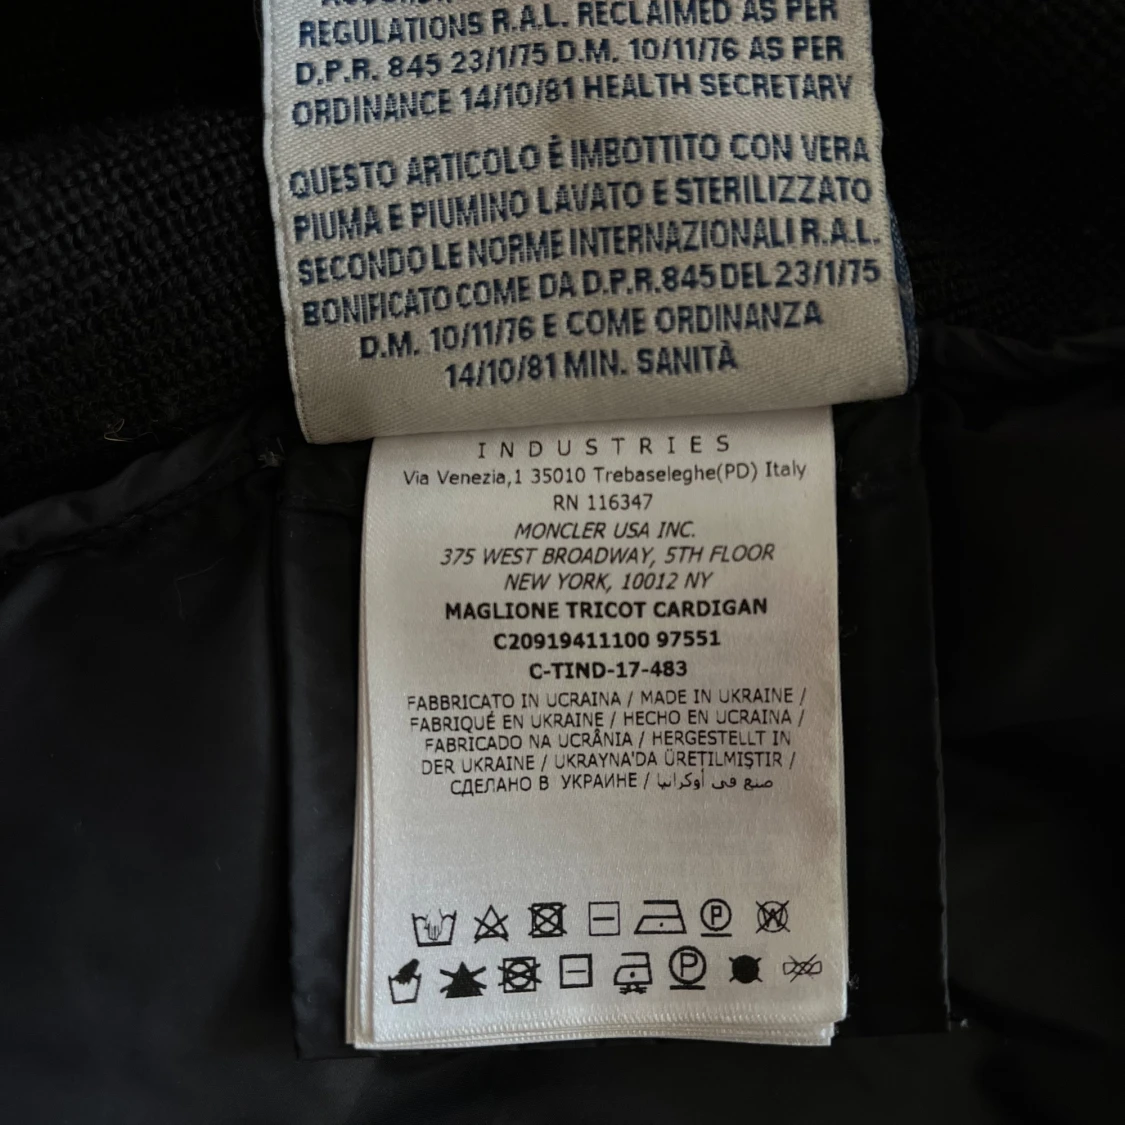 REGULATIONS R.A.L. RECLAIMED AS PER
D.P.R. 845 23/1/75 D.M. 10/11/76 AS PER
ORDINANCE 14/10/81 HEALTH SECRETARY
QUESTO ARTICOLO È IMBOTTITO CON VERA
PIUMA E PIUMINO LAVATO E STERILIZZATO
SECONDO LE NORME INTERNAZIONALI R.A.L.
BONIFICATO COME DA D.P.R.845 DEL 23/1/75
D.M. 10/11/76 E COME ORDINANZA
14/10/81 MIN. SANITÀ
INDUSTRIES
Via Venezia,1 35010 Trebaseleghe(PD) Italy
RN 116347
MONCLER USA INC.
375 WEST BROADWAY, 5TH FLOOR
NEW YORK, 10012 NY
MAGLIONE TRICOT CARDIGAN
C20919411100 97551
C-TIND-17-483
FABBRICATO IN UCRAINA / MADE IN UKRAINE /
FABRIQUÉ EN UKRAINE / HECHO EN UCRAINA /
FABRICADO NA UCRÂNIA / HERGESTELLT IN
DER UKRAINE / UKRAYNA'DA ÜRETILMIŞTIR /
СДЕЛАНО В УКРАИНЕ / صنع في أوكرانيا
P W
P